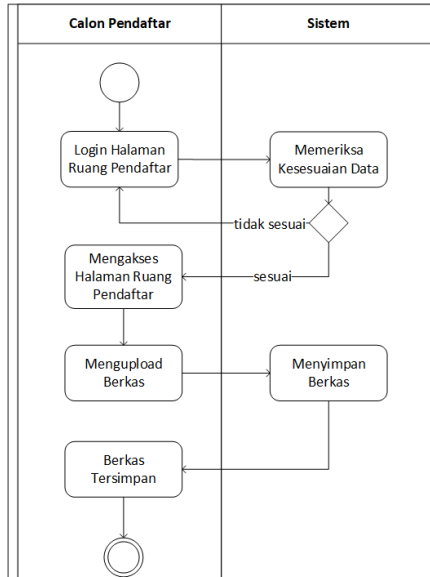 Calon Pendaftar
Sistem
Login Halaman
Ruang Pendaftar
Memeriksa
Kesesuaian Data
tidak sesuai
Mengakses
Halaman Ruang
Pendaftar
sesuai
Mengupload
Berkas
Menyimpan
Berkas
Berkas
Tersimpan